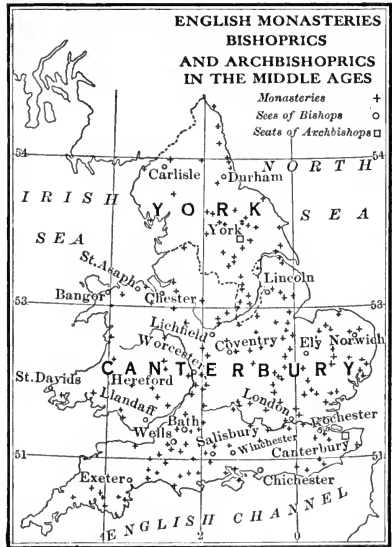 ENGLISH MONASTERIES
BISHOPRICS
AND ARCHBISHOPRICS
IN THE MIDDLE AGES
Monasteries +
Sees of Bishops o
Seats of Archbishops □
54
54
Carlisle
Durham
NORTH
SEA
IRISH
SEA
YORK
York
St. Asaph
Bangor
Chester
Lincoln
53
53
Lichfield
Coventry
Ely
Norwich
Worcester
CANTERBURY
St. Davids
Hereford
Llandaff
London
Rochester
Bath
Wells
Salisbury
Winchester
Canterbury
51
51
Exeter
Chichester
4
2
0
ENGLISH CHANNEL